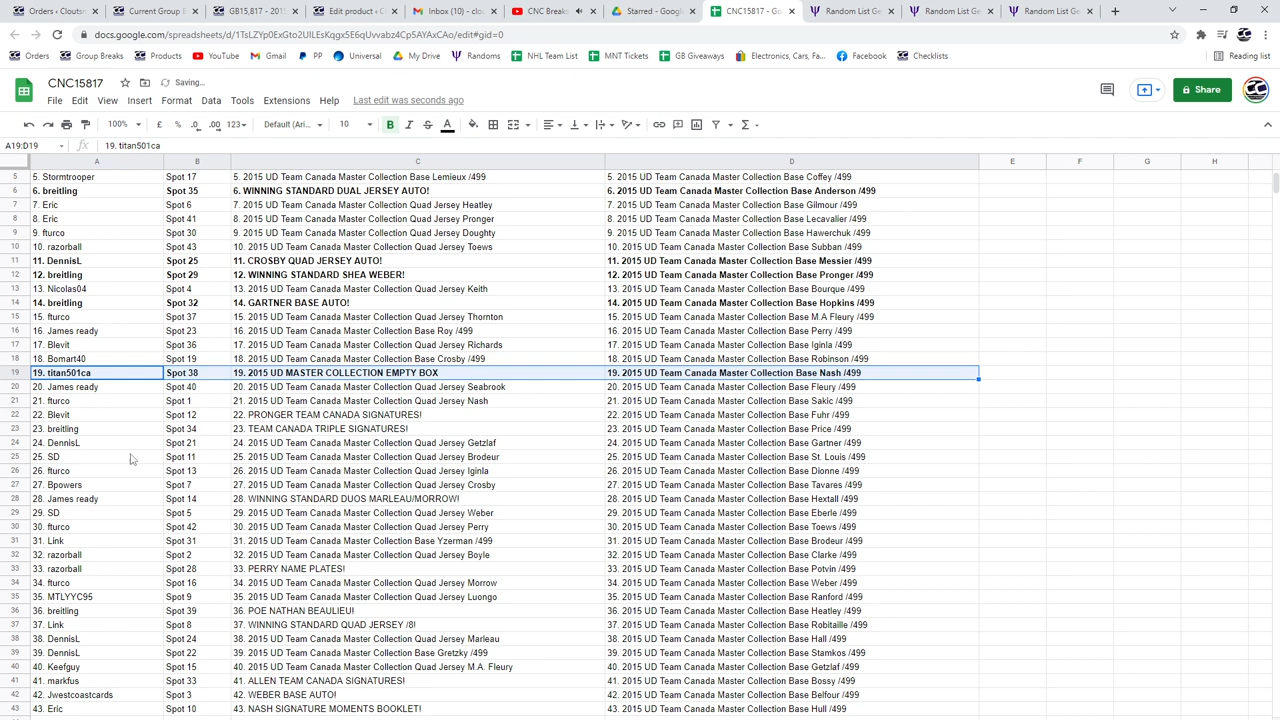 Orders ‹ Cloutsn
Current Group B
GB15,817 - 2015
Edit product ‹ C
Inbox (10) - clo
CNC Breaks
Starred - Google
CNC15817 - Goo
Random List Ge
Random List Ge
Random List Ge
docs.google.com/spreadsheets/d/1TsLZYp0ExGto2UILEsKqgx5E6qUvvabz4Cp5AYAxCAo/edit#gid=0
Orders Group Breaks Products YouTube Gmail PP Universal My Drive Randoms NHL Team List MNT Tickets GB Giveaways Electronics, Cars, Fa... Facebook Checklists Reading list
CNC15817 Saving...
File Edit View Insert Format Data Tools Extensions Help Last edit was seconds ago
Share
100% £ % .0 .00 123 Default (Ari... 10 B I S A
A19:D19 fx 19. titan501ca
A B C D E F G H
5 5. Stormtrooper Spot 17 5. 2015 UD Team Canada Master Collection Base Lemieux /499 5. 2015 UD Team Canada Master Collection Base Coffey /499
6 6. breitling Spot 35 6. WINNING STANDARD DUAL JERSEY AUTO! 6. 2015 UD Team Canada Master Collection Base Anderson /499
7 7. Eric Spot 6 7. 2015 UD Team Canada Master Collection Quad Jersey Heatley 7. 2015 UD Team Canada Master Collection Base Gilmour /499
8 8. Eric Spot 41 8. 2015 UD Team Canada Master Collection Quad Jersey Pronger 8. 2015 UD Team Canada Master Collection Base Lecavalier /499
9 9. fturco Spot 30 9. 2015 UD Team Canada Master Collection Quad Jersey Doughty 9. 2015 UD Team Canada Master Collection Base Hawerchuk /499
10 10. razorball Spot 43 10. 2015 UD Team Canada Master Collection Quad Jersey Toews 10. 2015 UD Team Canada Master Collection Base Subban /499
11 11. DennisL Spot 25 11. CROSBY QUAD JERSEY AUTO! 11. 2015 UD Team Canada Master Collection Base Messier /499
12 12. breitling Spot 29 12. WINNING STANDARD SHEA WEBER! 12. 2015 UD Team Canada Master Collection Base Pronger /499
13 13. Nicolas04 Spot 4 13. 2015 UD Team Canada Master Collection Quad Jersey Keith 13. 2015 UD Team Canada Master Collection Base Bourque /499
14 14. breitling Spot 32 14. GARTNER BASE AUTO! 14. 2015 UD Team Canada Master Collection Base Hopkins /499
15 15. fturco Spot 37 15. 2015 UD Team Canada Master Collection Quad Jersey Thornton 15. 2015 UD Team Canada Master Collection Base M.A Fleury /499
16 16. James ready Spot 23 16. 2015 UD Team Canada Master Collection Base Roy /499 16. 2015 UD Team Canada Master Collection Base Perry /499
17 17. Blevit Spot 36 17. 2015 UD Team Canada Master Collection Quad Jersey Richards 17. 2015 UD Team Canada Master Collection Base Iginla /499
18 18. Bomart40 Spot 19 18. 2015 UD Team Canada Master Collection Base Crosby /499 18. 2015 UD Team Canada Master Collection Base Robinson /499
19 19. titan501ca Spot 38 19. 2015 UD MASTER COLLECTION EMPTY BOX 19. 2015 UD Team Canada Master Collection Base Nash /499
20 20. James ready Spot 40 20. 2015 UD Team Canada Master Collection Quad Jersey Seabrook 20. 2015 UD Team Canada Master Collection Base Fleury /499
21 21. fturco Spot 1 21. 2015 UD Team Canada Master Collection Quad Jersey Nash 21. 2015 UD Team Canada Master Collection Base Sakic /499
22 22. Blevit Spot 12 22. PRONGER TEAM CANADA SIGNATURES! 22. 2015 UD Team Canada Master Collection Base Fuhr /499
23 23. breitling Spot 34 23. TEAM CANADA TRIPLE SIGNATURES! 23. 2015 UD Team Canada Master Collection Base Price /499
24 24. DennisL Spot 21 24. 2015 UD Team Canada Master Collection Quad Jersey Getzlaf 24. 2015 UD Team Canada Master Collection Base Gartner /499
25 25. SD Spot 11 25. 2015 UD Team Canada Master Collection Quad Jersey Brodeur 25. 2015 UD Team Canada Master Collection Base St. Louis /499
26 26. fturco Spot 13 26. 2015 UD Team Canada Master Collection Quad Jersey Iginla 26. 2015 UD Team Canada Master Collection Base Dionne /499
27 27. Bpowers Spot 7 27. 2015 UD Team Canada Master Collection Quad Jersey Crosby 27. 2015 UD Team Canada Master Collection Base Tavares /499
28 28. James ready Spot 14 28. WINNING STANDARD DUOS MARLEAU/MORROW! 28. 2015 UD Team Canada Master Collection Base Hextall /499
29 29. SD Spot 5 29. 2015 UD Team Canada Master Collection Quad Jersey Weber 29. 2015 UD Team Canada Master Collection Base Eberle /499
30 30. fturco Spot 42 30. 2015 UD Team Canada Master Collection Quad Jersey Perry 30. 2015 UD Team Canada Master Collection Base Toews /499
31 31. Link Spot 31 31. 2015 UD Team Canada Master Collection Base Yzerman /499 31. 2015 UD Team Canada Master Collection Base Brodeur /499
32 32. razorball Spot 2 32. 2015 UD Team Canada Master Collection Quad Jersey Boyle 32. 2015 UD Team Canada Master Collection Base Clarke /499
33 33. razorball Spot 28 33. PERRY NAME PLATES! 33. 2015 UD Team Canada Master Collection Base Potvin /499
34 34. fturco Spot 16 34. 2015 UD Team Canada Master Collection Quad Jersey Morrow 34. 2015 UD Team Canada Master Collection Base Weber /499
35 35. MTLYYC95 Spot 9 35. 2015 UD Team Canada Master Collection Quad Jersey Luongo 35. 2015 UD Team Canada Master Collection Base Ranford /499
36 36. breitling Spot 39 36. POE NATHAN BEAULIEU! 36. 2015 UD Team Canada Master Collection Base Heatley /499
37 37. Link Spot 8 37. WINNING STANDARD QUAD JERSEY /8! 37. 2015 UD Team Canada Master Collection Base Robitaille /499
38 38. DennisL Spot 24 38. 2015 UD Team Canada Master Collection Quad Jersey Marleau 38. 2015 UD Team Canada Master Collection Base Hall /499
39 39. DennisL Spot 22 39. 2015 UD Team Canada Master Collection Base Gretzky /499 39. 2015 UD Team Canada Master Collection Base Stamkos /499
40 40. Keefguy Spot 15 40. 2015 UD Team Canada Master Collection Quad Jersey M.A. Fleury 40. 2015 UD Team Canada Master Collection Base Getzlaf /499
41 41. markfus Spot 33 41. ALLEN TEAM CANADA SIGNATURES! 41. 2015 UD Team Canada Master Collection Base Bossy /499
42 42. Jwestcoastcards Spot 3 42. WEBER BASE AUTO! 42. 2015 UD Team Canada Master Collection Base Belfour /499
43 43. Eric Spot 10 43. NASH SIGNATURE MOMENTS BOOKLET! 43. 2015 UD Team Canada Master Collection Base Hull /499